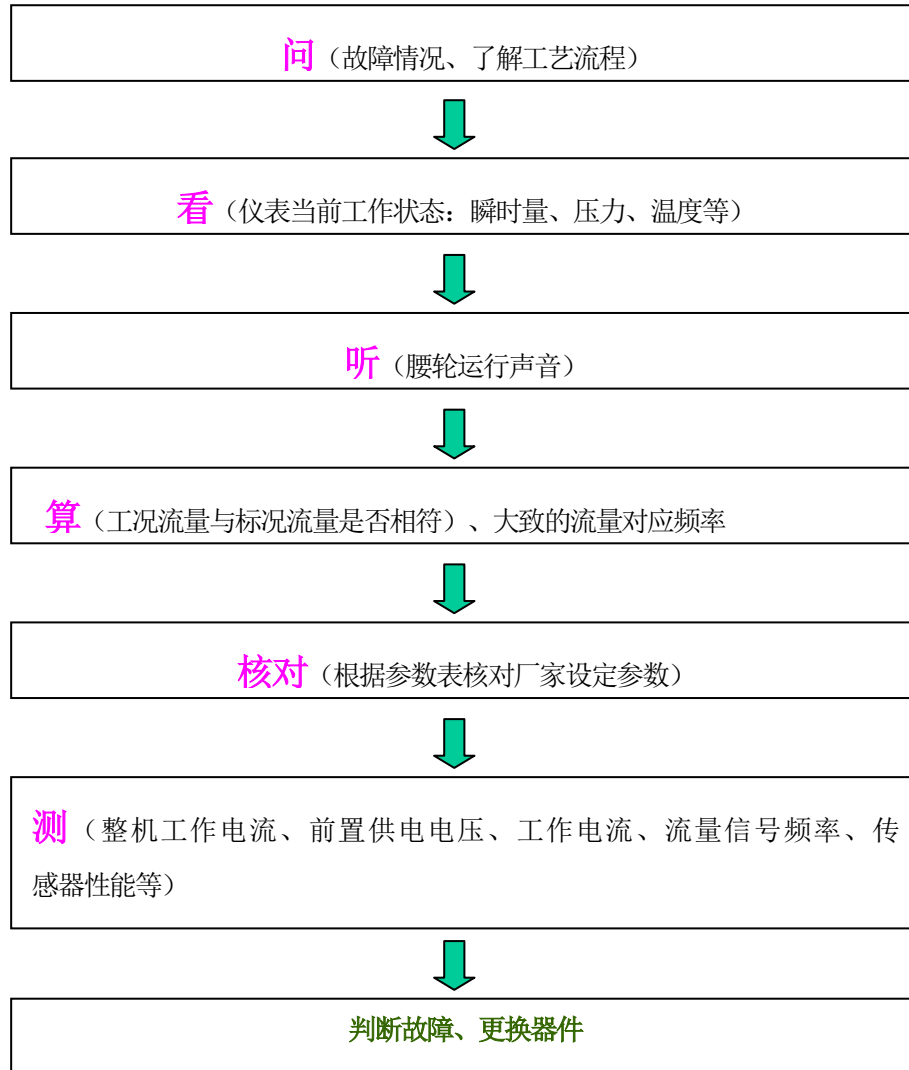 问（故障情况、了解工艺流程）
看（仪表当前工作状态：瞬时量、压力、温度等）
听（腰轮运行声音）
算（工况流量与标况流量是否相符）、大致的流量对应频率
核对（根据参数表核对厂家设定参数）
测（整机工作电流、前置供电电压、工作电流、流量信号频率、传
感器性能等）
判断故障、更换器件